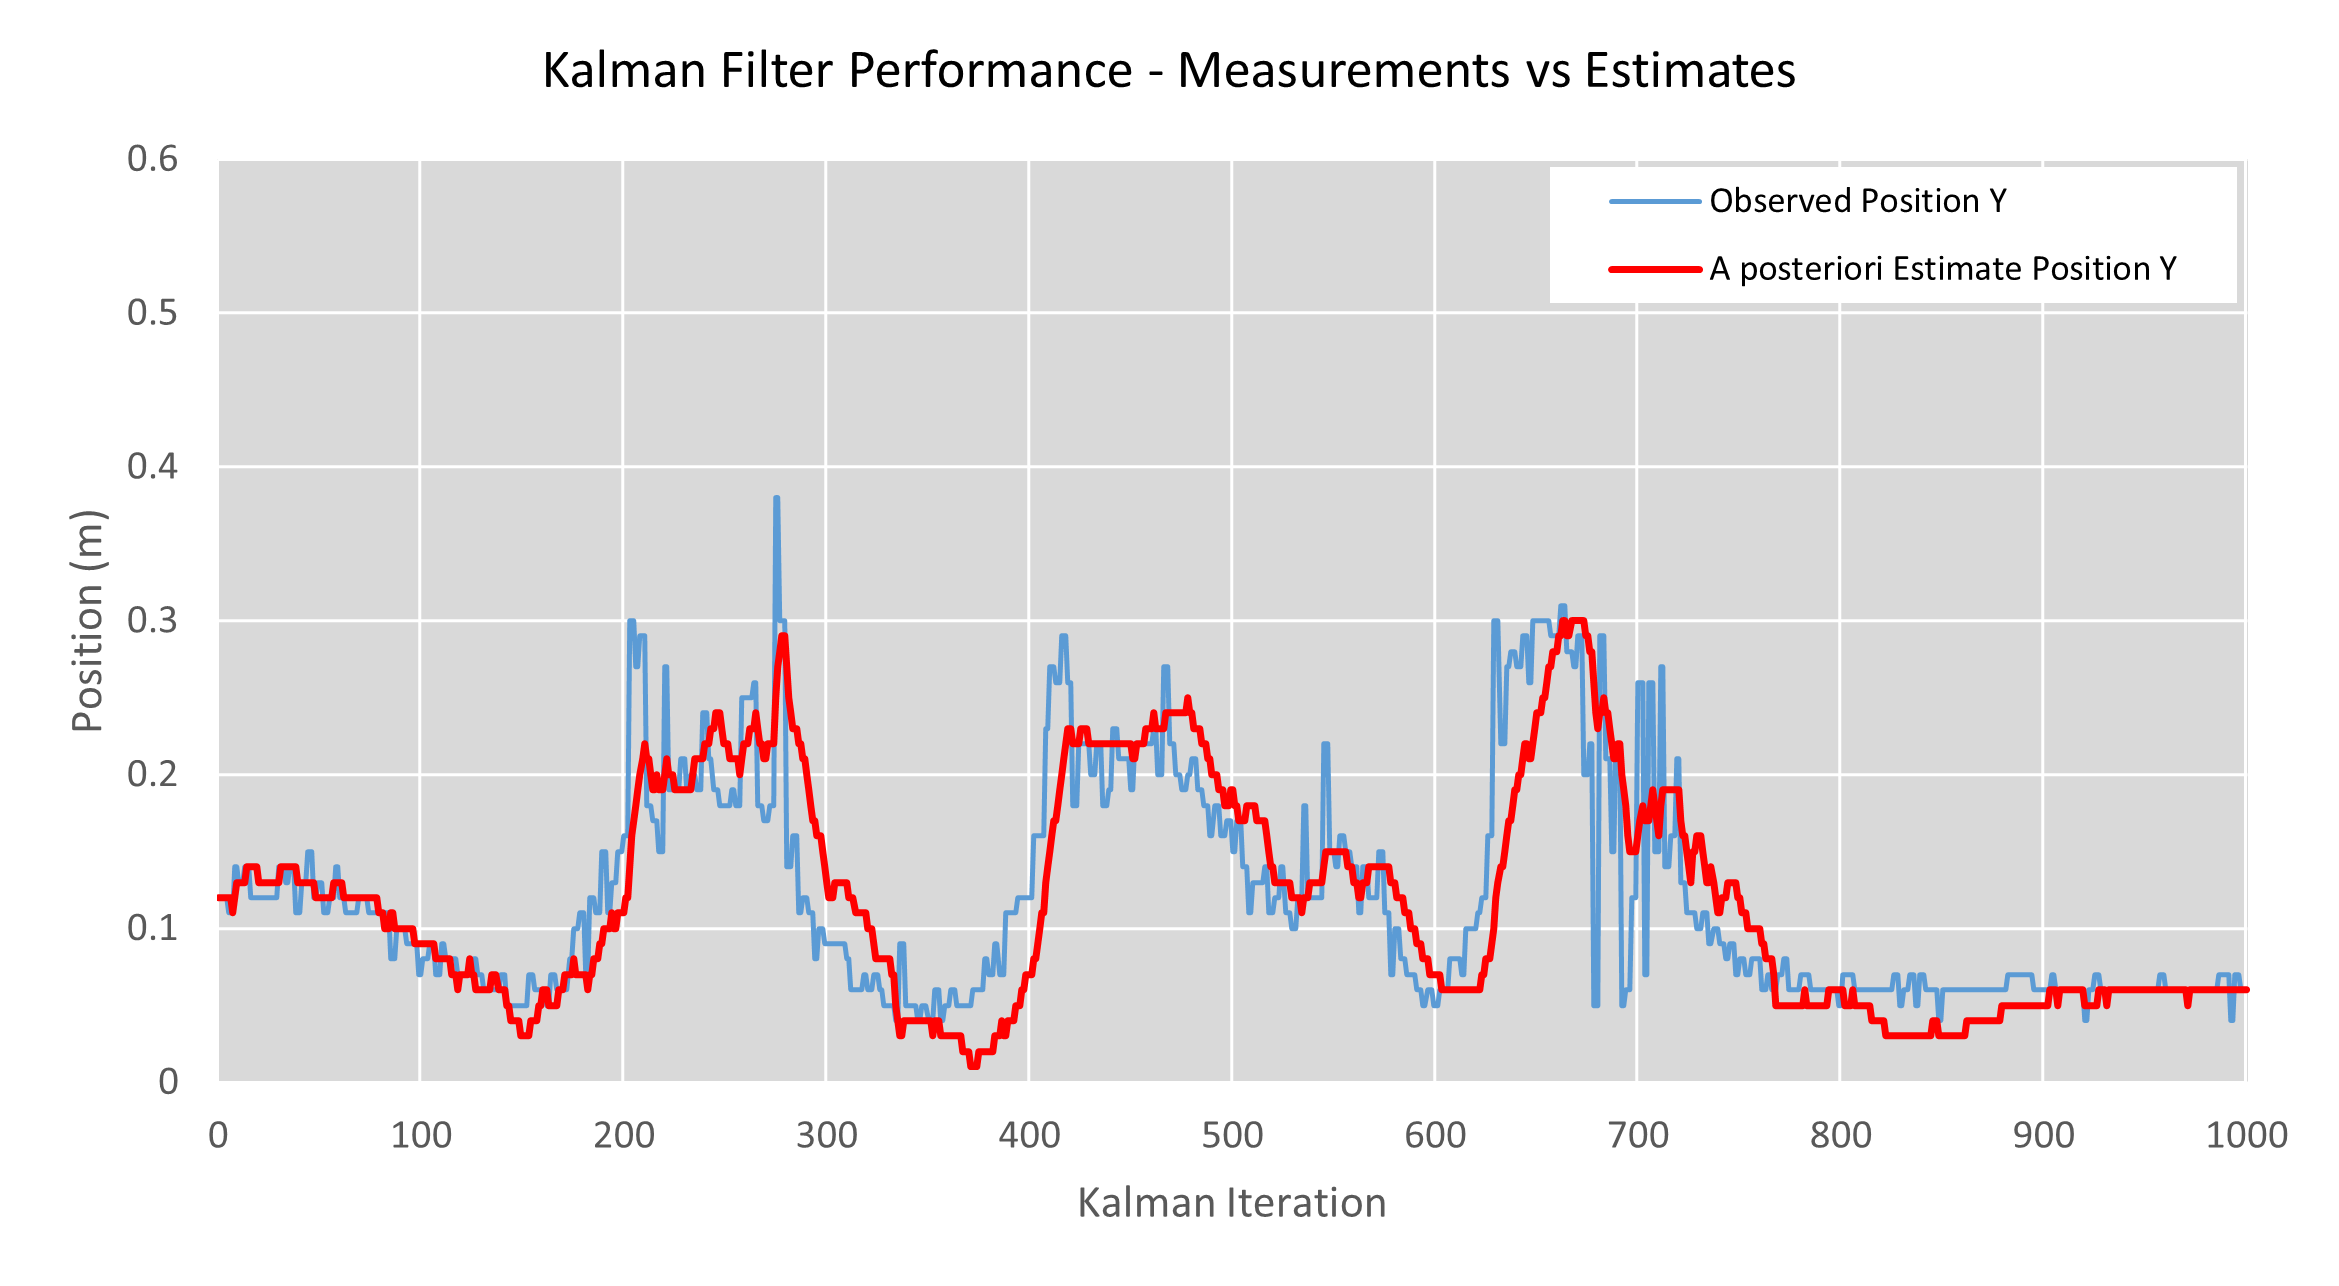 Kalman Filter Performance - Measurements vs Estimates
0.6
0.5
0.4
0.3
0.2
0.1
0
Position (m)
Observed Position Y
A posteriori Estimate Position Y
0 100 200 300 400 500 600 700 800 900 1000
Kalman Iteration